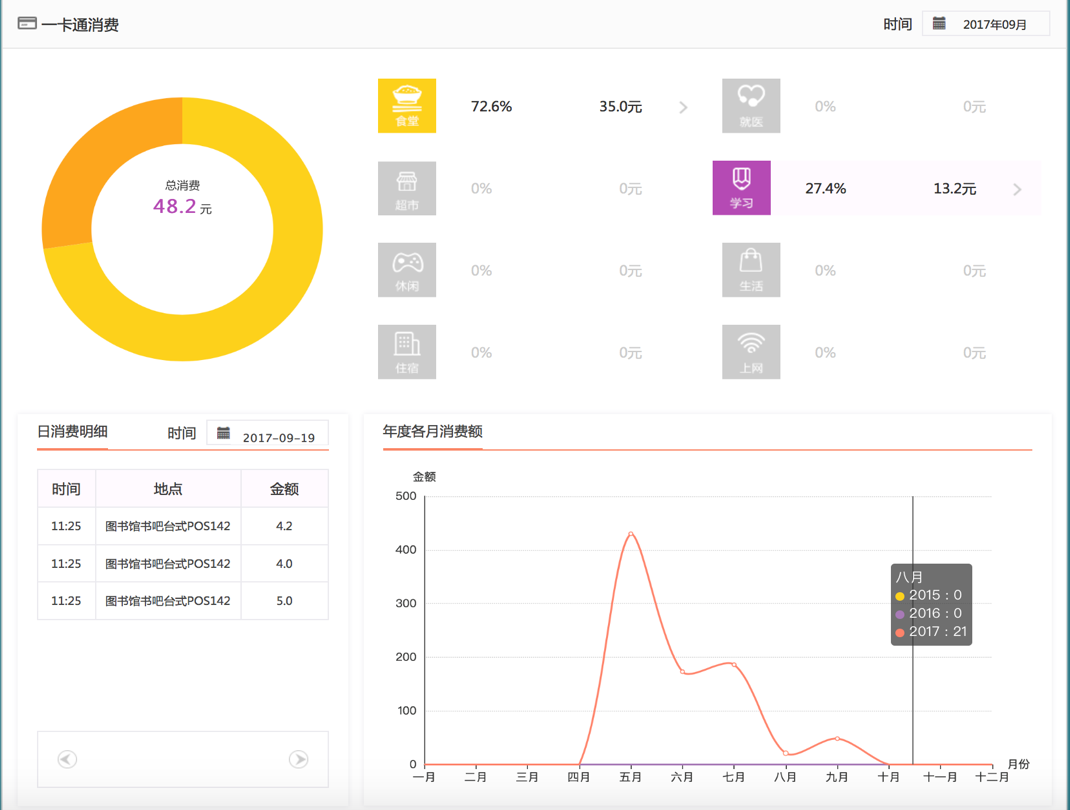 一卡通消费
时间 2017年09月
总消费
48.2 元
食堂 72.6% 35.0元
就医 0% 0元
超市 0% 0元
学习 27.4% 13.2元
休闲 0% 0元
生活 0% 0元
住宿 0% 0元
上网 0% 0元
日消费明细 时间 2017-09-19
时间 地点 金额
11:25 图书馆书吧台式POS142 4.2
11:25 图书馆书吧台式POS142 4.0
11:25 图书馆书吧台式POS142 5.0
年度各月消费额
金额
500
400
300
200
100
0
八月
2015 : 0
2016 : 0
2017 : 21
一月 二月 三月 四月 五月 六月 七月 八月 九月 十月 十一月 十二月
月份